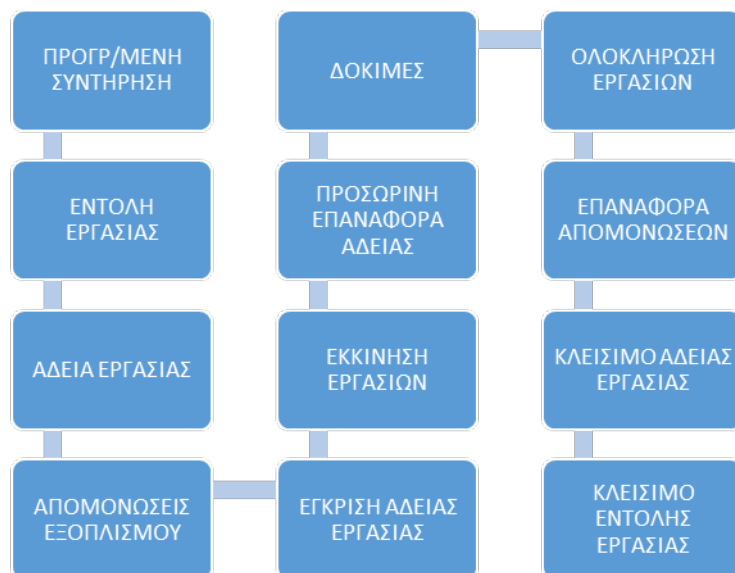 ΠΡΟΓΡ/ΜΕΝΗ
ΣΥΝΤΗΡΗΣΗ
ΕΝΤΟΛΗ
ΕΡΓΑΣΙΑΣ
ΑΔΕΙΑ ΕΡΓΑΣΙΑΣ
ΑΠΟΜΟΝΩΣΕΙΣ
ΕΞΟΠΛΙΣΜΟΥ
ΕΓΚΡΙΣΗ ΑΔΕΙΑΣ
ΕΡΓΑΣΙΑΣ
ΕΚΚΙΝΗΣΗ
ΕΡΓΑΣΙΩΝ
ΠΡΟΣΩΡΙΝΗ
ΕΠΑΝΑΦΟΡΑ
ΑΔΕΙΑΣ
ΔΟΚΙΜΕΣ
ΟΛΟΚΛΗΡΩΣΗ
ΕΡΓΑΣΙΩΝ
ΕΠΑΝΑΦΟΡΑ
ΑΠΟΜΟΝΩΣΕΩΝ
ΚΛΕΙΣΙΜΟ ΑΔΕΙΑΣ
ΕΡΓΑΣΙΑΣ
ΚΛΕΙΣΙΜΟ
ΕΝΤΟΛΗΣ
ΕΡΓΑΣΙΑΣ